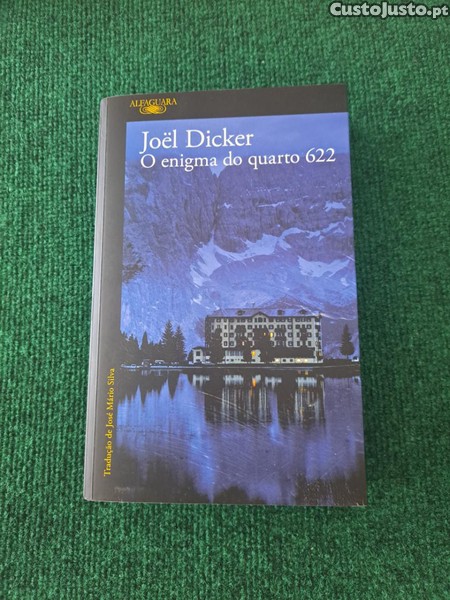 CustoJusto.pt
ALFAGUARA
Joël Dicker
O enigma do quarto 622
Tradução de José Mário Silva